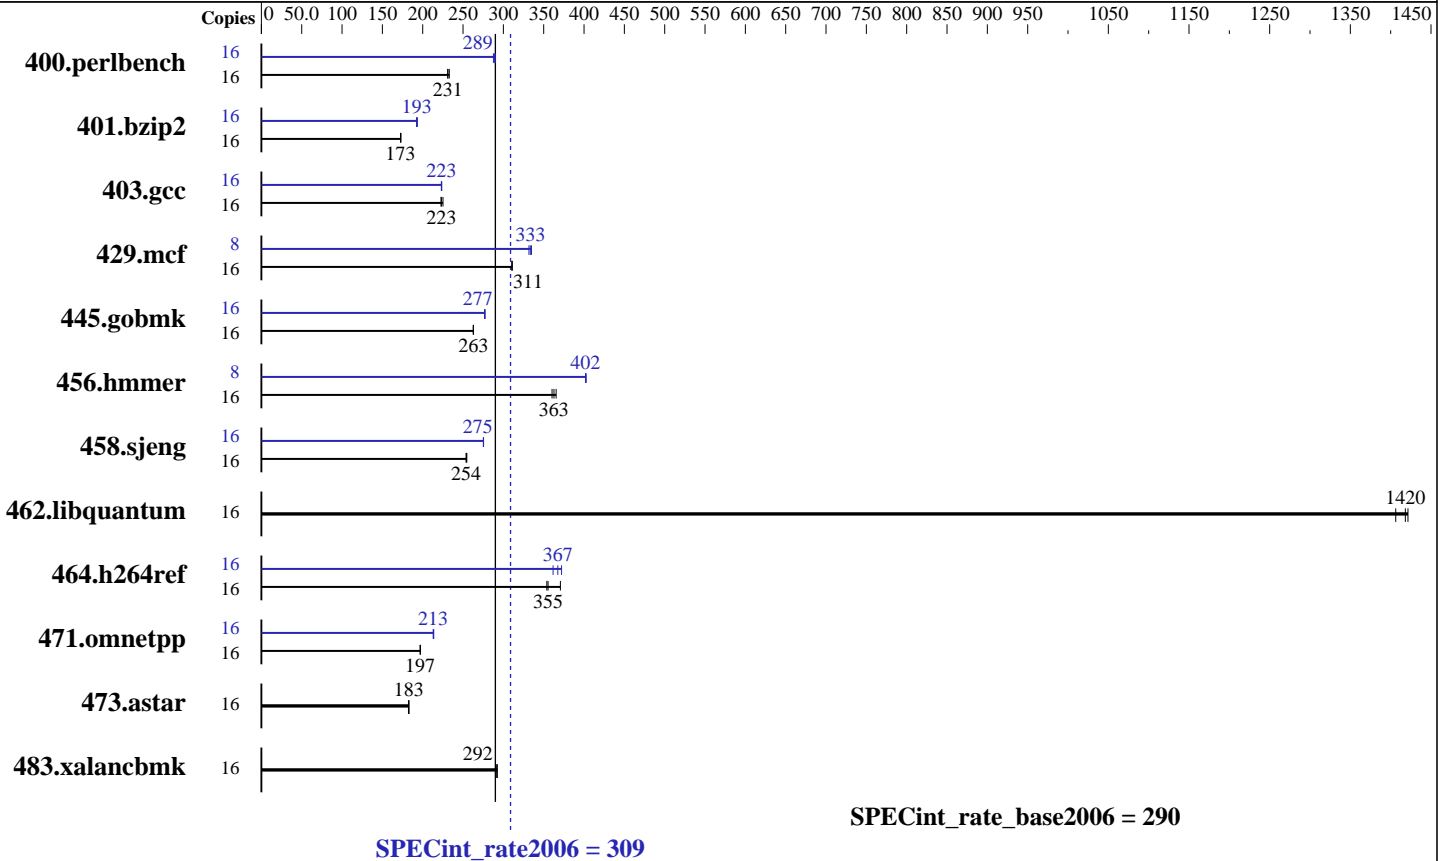 Copies 0 50.0 100 150 200 250 300 350 400 450 500 550 600 650 700 750 800 850 900 950 1050 1150 1250 1350 1450
400.perlbench 16 289
16 231
401.bzip2 16 193
16 173
403.gcc 16 223
16 223
429.mcf 8 333
16 311
445.gobmk 16 277
16 263
456.hmmer 8 402
16 363
458.sjeng 16 275
16 254
462.libquantum 16 1420
464.h264ref 16 367
16 355
471.omnetpp 16 213
16 197
473.astar 16 183
483.xalancbmk 16 292
SPECint_rate_base2006 = 290
SPECint_rate2006 = 309